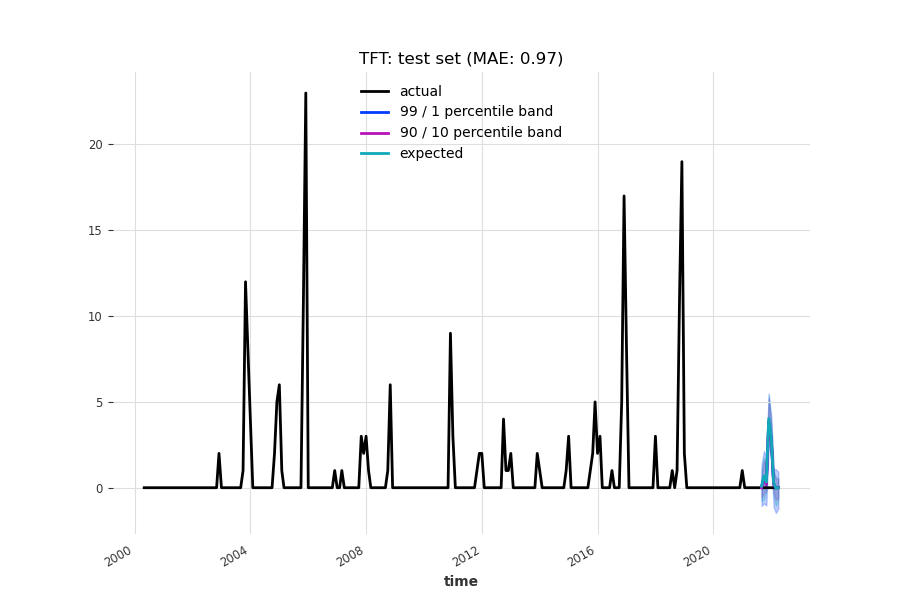 TFT: test set (MAE: 0.97)
actual
99 / 1 percentile band
90 / 10 percentile band
expected
20
15
10
5
0
2000
2004
2008
2012
2016
2020
time